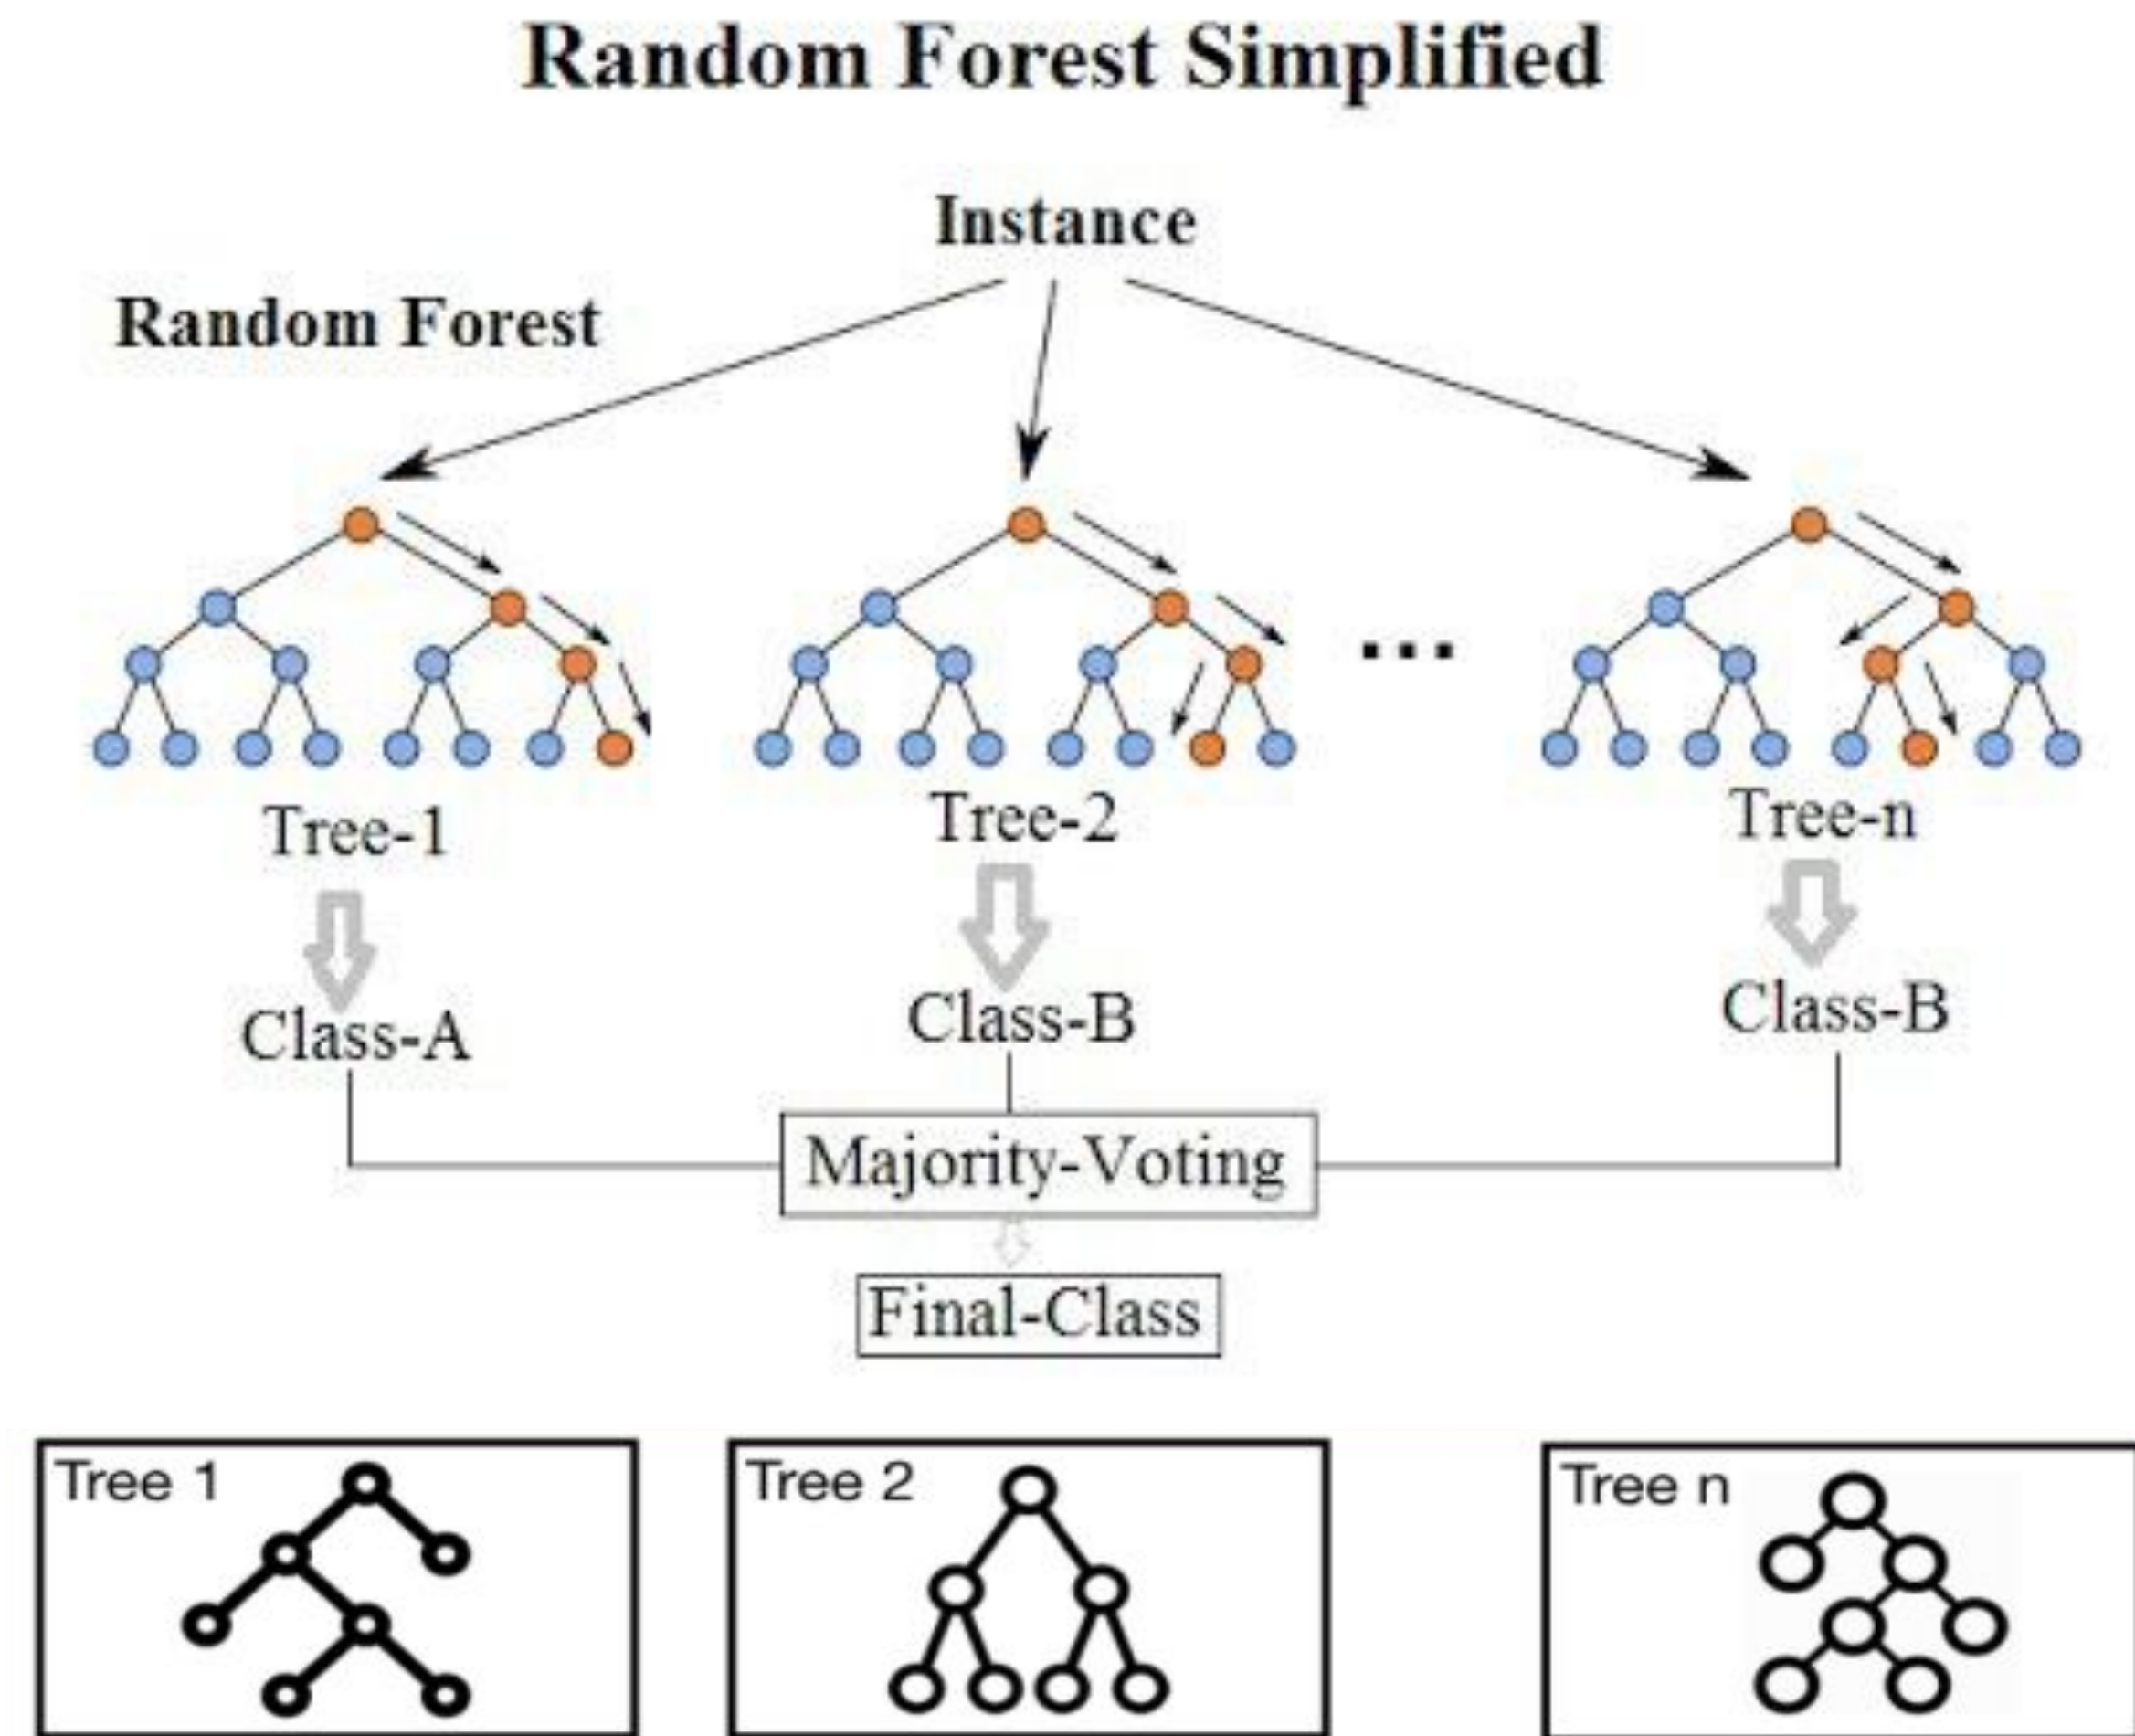 Random Forest Simplified
Instance
Random Forest
...
Tree-1
Tree-2
Tree-n
Class-A
Class-B
Class-B
Majority-Voting
Final-Class
Tree 1
Tree 2
Tree n